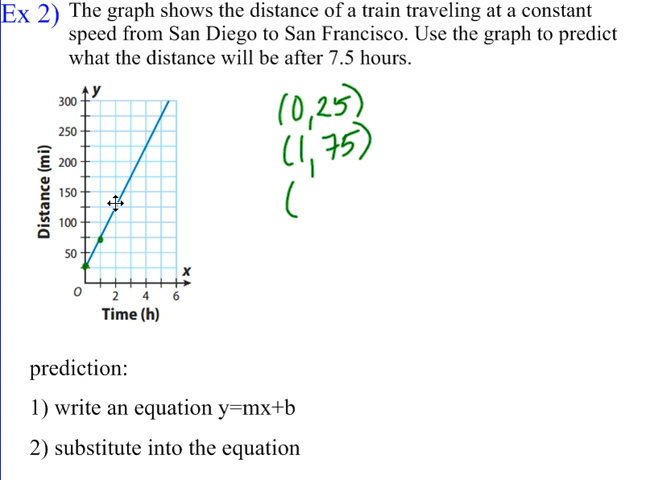 Ex 2) The graph shows the distance of a train traveling at a constant
speed from San Diego to San Francisco. Use the graph to predict
what the distance will be after 7.5 hours.
y
300
250
200
150
100
50
O
2 4 6
x
Distance (mi)
Time (h)
(0,25)
(1,75)
(
prediction:
1) write an equation y=mx+b
2) substitute into the equation